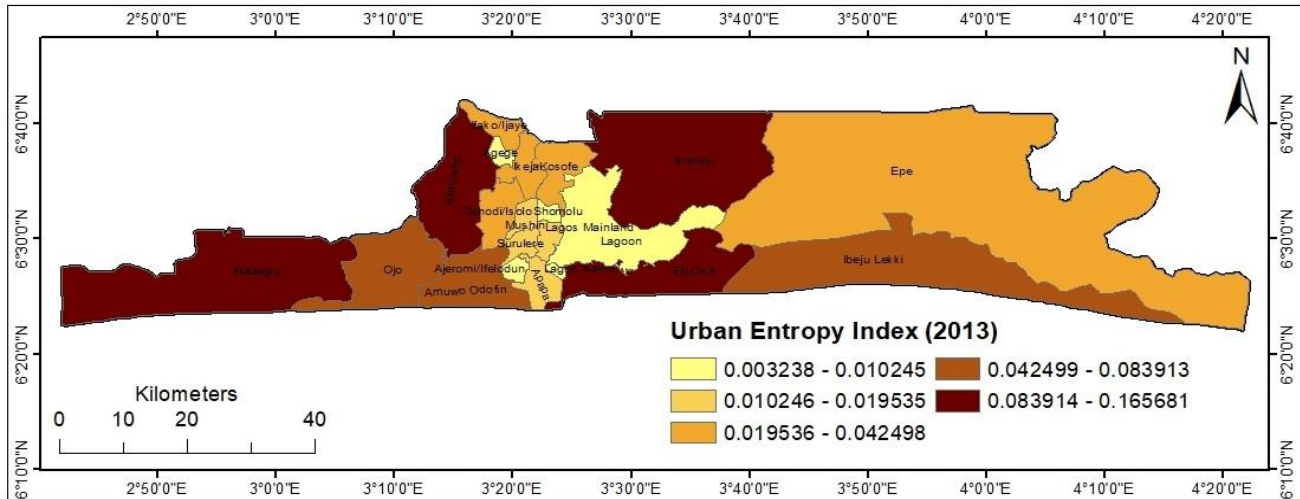 2°50'0"E 3°0'0"E 3°10'0"E 3°20'0"E 3°30'0"E 3°40'0"E 3°50'0"E 4°0'0"E 4°10'0"E 4°20'0"E
N
6°40'0"N 6°40'0"N
Ifako/Ijaye
Agege
Ikeja Kosofe
Alimosho
Ikorodu
Epe
6°30'0"N 6°30'0"N
Oshodi/Isolo Shomolu
Mushin Lagos Mainland
Surulere Lagoon
Badagry Ojo Ajeromi/Ifelodun Lagos Eti Osa Ibeju Lekki
Amuwo Odofin Apapa
6°20'0"N 6°20'0"N
Urban Entropy Index (2013)
0.003238 - 0.010245 0.042499 - 0.083913
0.010246 - 0.019535 0.083914 - 0.165681
0.019536 - 0.042498
Kilometers
0 10 20 40
6°10'0"N 6°10'0"N
2°50'0"E 3°0'0"E 3°10'0"E 3°20'0"E 3°30'0"E 3°40'0"E 3°50'0"E 4°0'0"E 4°10'0"E 4°20'0"E